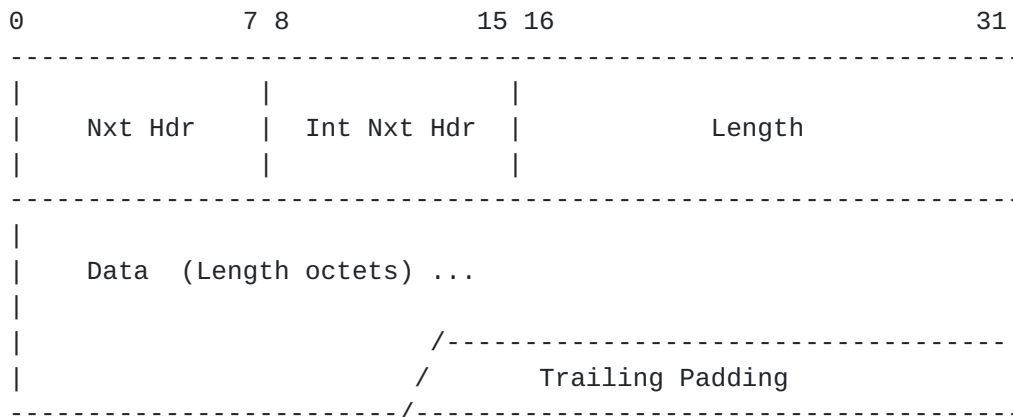 0 7 8 15 16 31
Nxt Hdr | Int Nxt Hdr | Length
Data (Length octets) ...
Trailing Padding